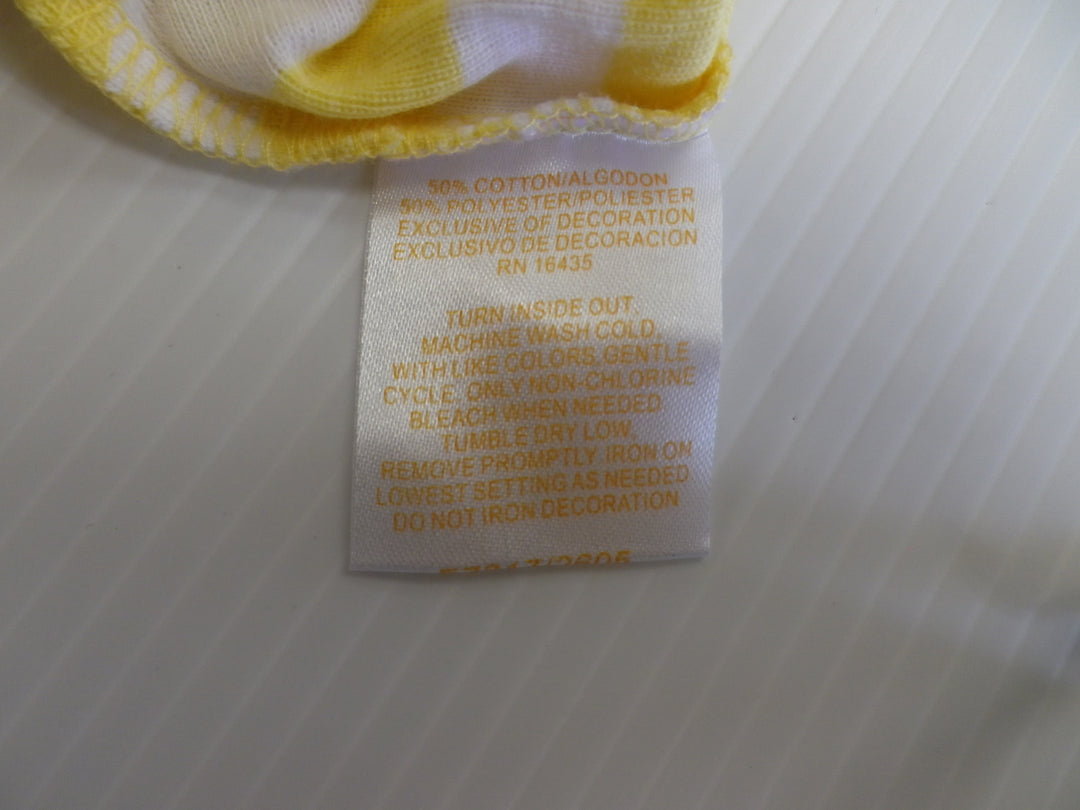 50% COTTON/ALGODON
50% POLYESTER/POLIESTER
EXCLUSIVE OF DECORATION
EXCLUSIVO DE DECORACION
RN 16435
TURN INSIDE OUT.
MACHINE WASH COLD.
WITH LIKE COLORS, GENTLE
CYCLE. ONLY NON-CHLORINE
BLEACH WHEN NEEDED
TUMBLE DRY LOW,
REMOVE PROMPTLY IRON ON
LOWEST SETTING AS NEEDED
DO NOT IRON DECORATION